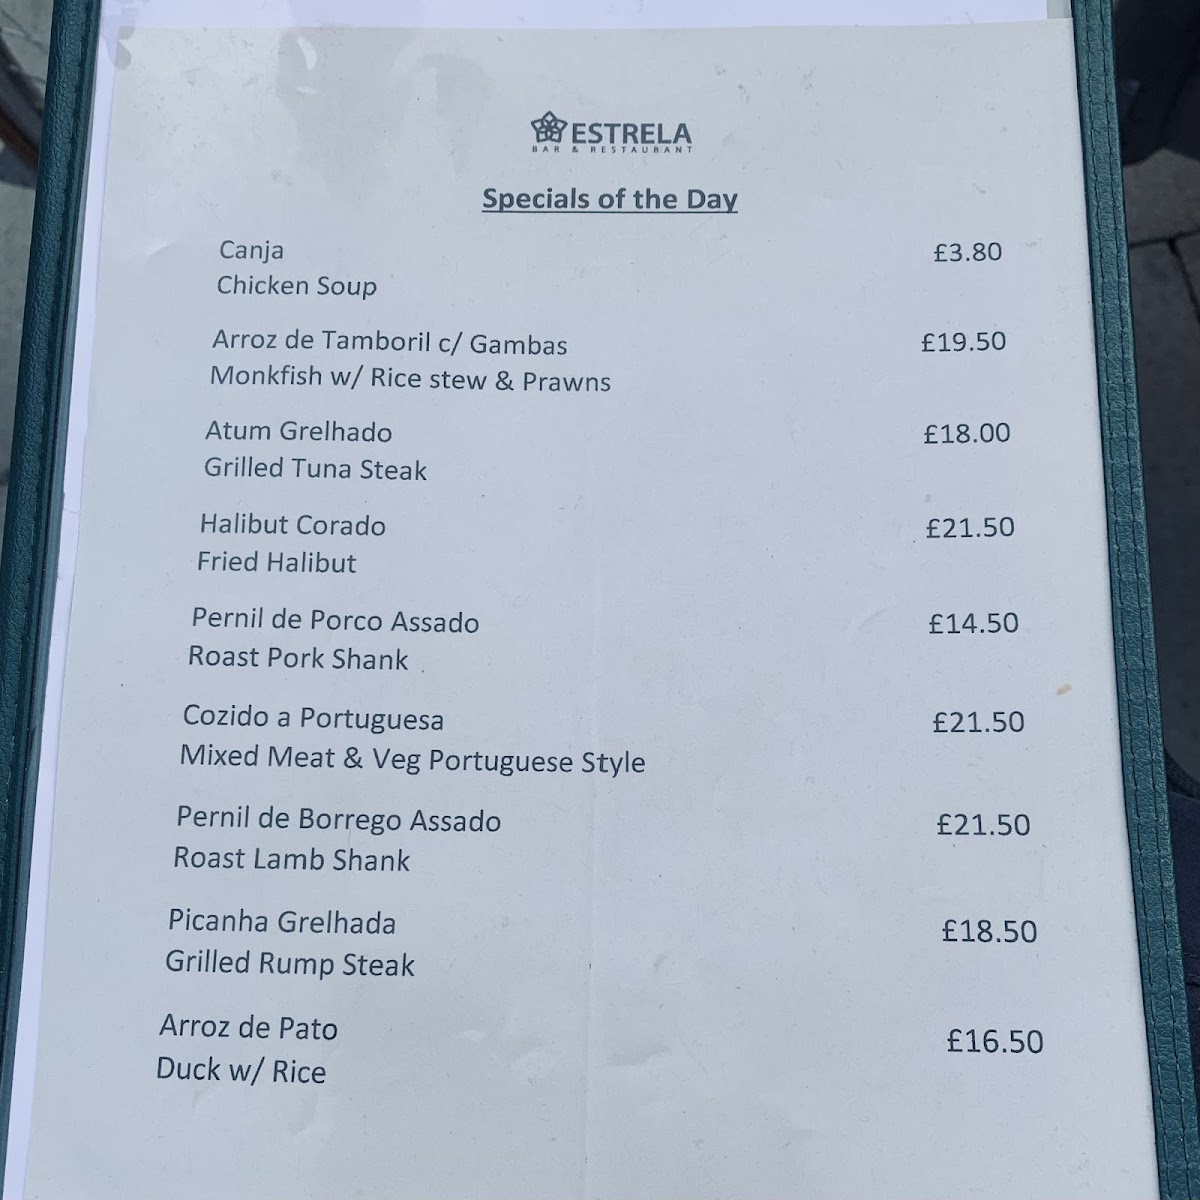 ESTRELA
BAR & RESTAURANT
Specials of the Day
Canja £3.80
Chicken Soup
Arroz de Tamboril c/ Gambas £19.50
Monkfish w/ Rice stew & Prawns
Atum Grelhado £18.00
Grilled Tuna Steak
Halibut Corado £21.50
Fried Halibut
Pernil de Porco Assado £14.50
Roast Pork Shank
Cozido a Portuguesa £21.50
Mixed Meat & Veg Portuguese Style
Pernil de Borrego Assado £21.50
Roast Lamb Shank
Picanha Grelhada £18.50
Grilled Rump Steak
Arroz de Pato £16.50
Duck w/ Rice